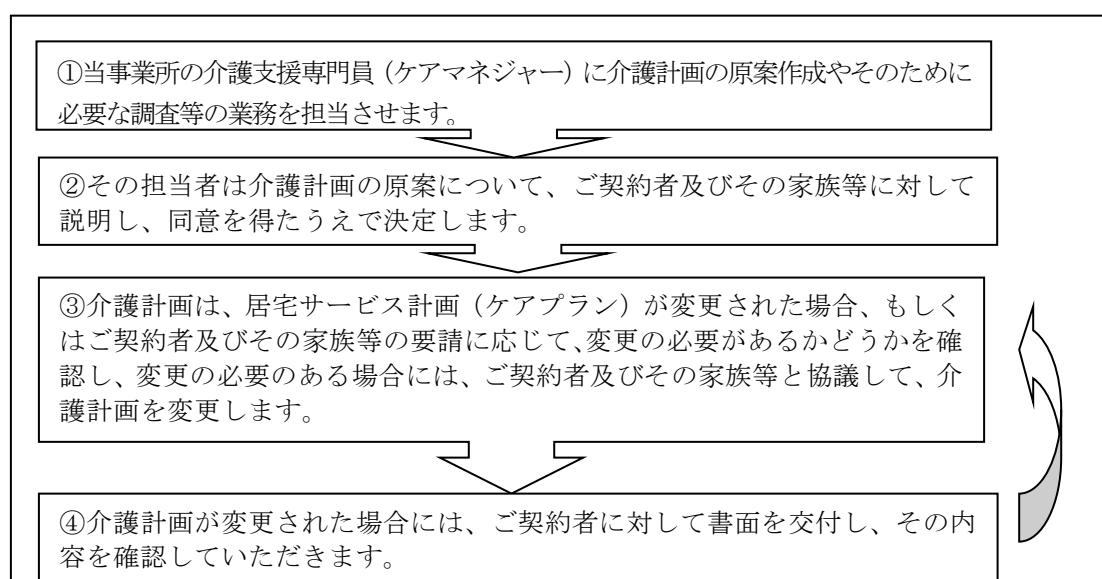 ①当事業所の介護支援専門員（ケアマネジャー）に介護計画の原案作成やそのために
必要な調査等の業務を担当させます。
②その担当者は介護計画の原案について、ご契約者及びその家族等に対して
説明し、同意を得たうえで決定します。
③介護計画は、居宅サービス計画（ケアプラン）が変更された場合、もしく
はご契約者及びその家族等の要請に応じて、変更の必要があるかどうかを確
認し、変更の必要のある場合には、ご契約者及びその家族等と協議して、介
護計画を変更します。
④介護計画が変更された場合には、ご契約者に対して書面を交付し、その内
容を確認していただきます。